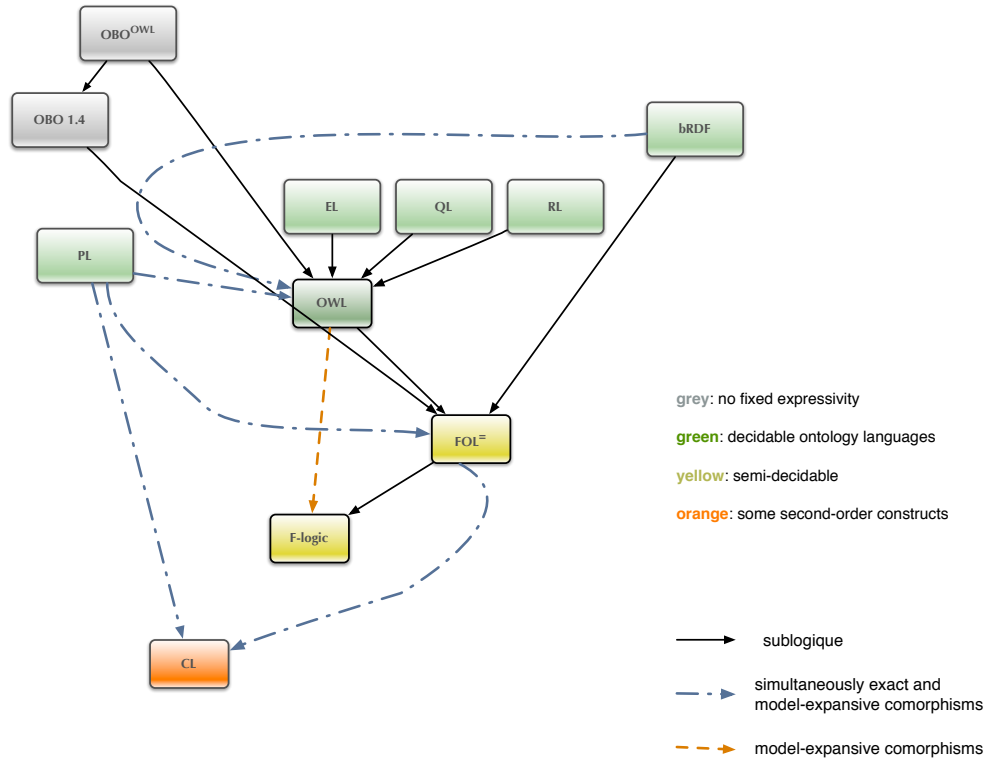 OBO^OWL
OBO 1.4
bRDF
EL
QL
RL
PL
OWL
FOL^=
F-logic
CL
grey: no fixed expressivity
green: decidable ontology languages
yellow: semi-decidable
orange: some second-order constructs
sublogique
simultaneously exact and
model-expansive comorphisms
model-expansive comorphisms